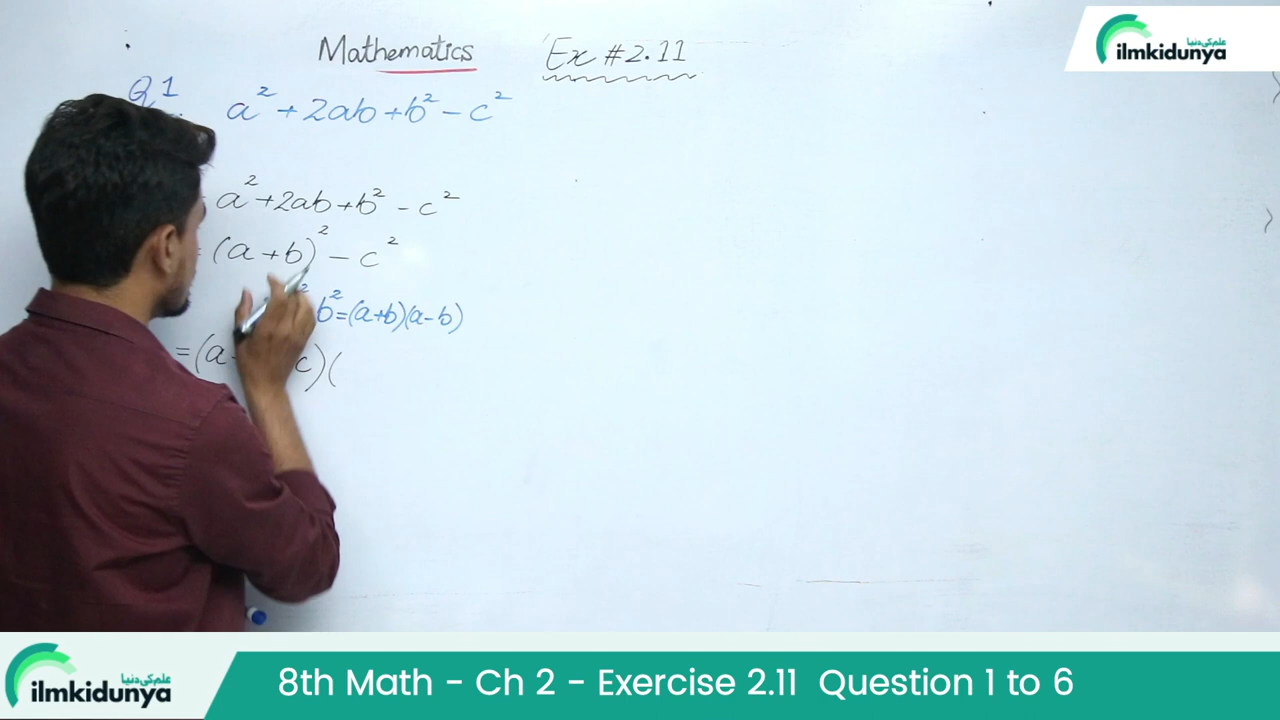 Mathematics Ex # 2.11
علم کی دنیا
ilmkidunya
Q 1 a² + 2ab + b² - c²
a² + 2ab + b² - c²
= (a + b)² - c²
b² = (a+b)(a-b)
= (a c)(
علم کی دنیا
ilmkidunya
8th Math - Ch 2 - Exercise 2.11 Question 1 to 6